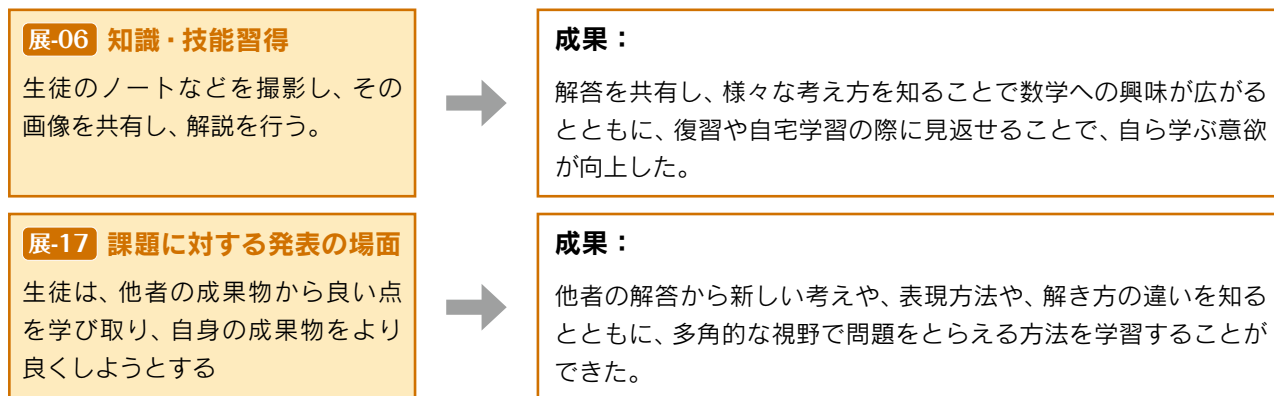 展-06 知識・技能習得
生徒のノートなどを撮影し、その
画像を共有し、解説を行う。
成果：
解答を共有し、様々な考え方を知ることで数学への興味が広がる
とともに、復習や自宅学習の際に見返せることで、自ら学ぶ意欲
が向上した。
展-17 課題に対する発表の場面
生徒は、他者の成果物から良い点
を学び取り、自身の成果物をより
良くしようとする
成果：
他者の解答から新しい考えや、表現方法や、解き方の違いを知る
とともに、多角的な視野で問題をとらえる方法を学習することが
できた。